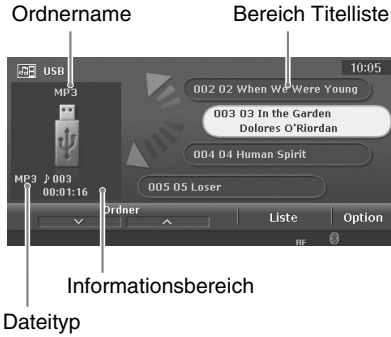 Ordnername
Bereich Titelliste
USB
10:05
MP3
002 02 When We Were Young
003 03 In the Garden
Dolores O'Riordan
004 04 Human Spirit
MP3 ♪003
00:01:16
005 05 Loser
Ordner
Liste
Option
AF
Informationsbereich
Dateityp